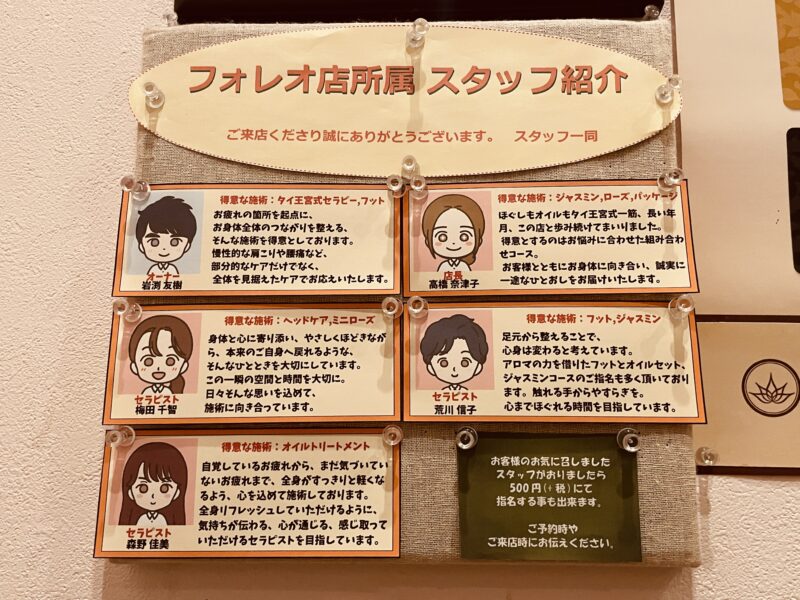 フォレオ店所属 スタッフ紹介
ご来店くださり誠にありがとうございます。 スタッフ一同
得意な施術：タイ王宮式セラピー,フット
お疲れの箇所を起点に、
お身体全体のつながりを整える、
そんな施術を得意としております。
慢性的な肩こりや腰痛など、
部分的なケアだけでなく、
全体を見据えたケアでお応えいたします。
オーナー
岩渕 友樹
得意な施術：ジャスミン,ローズ,パッケージ
ほぐしもオイルもタイ王宮式一筋、長い年
月、この店と歩み続けてまいりました。
得意とするのはお悩みに合わせた組み合わ
せコース。
お客様とともにお身体に向き合い、誠実に
一途なひとおしをお届けいたします。
店長
高橋 奈津子
得意な施術：ヘッドケア,ミニローズ
身体と心に寄り添い、やさしくほどきなが
ら、本来のご自身へ戻れるような、
そんなひとときを大切にしています。
この一瞬の空間と時間を大切に。
日々そんな思いを込めて、
施術に向き合っています。
セラピスト
梅田 千智
得意な施術：フット,ジャスミン
足元から整えることで、
心身は変わると考えています。
アロマの力を借りたフットとオイルセット、
ジャスミンコースのご指名も多く頂いており
ます。触れる手からやすらぎを。
心までほぐれる時間を目指しています。
セラピスト
荒川 信子
得意な施術：オイルトリートメント
自覚しているお疲れから、まだ気づいてい
ないお疲れまで、全身がすっきりと軽くな
るよう、心を込めて施術しております。
全身リフレッシュしていただけるように、
気持ちが伝わる、心が通じる、感じ取って
いただけるセラピストを目指しています。
セラピスト
森野 佳美
お客様のお気に召しました
スタッフがおりましたら
500円(+税)にて
指名する事も出来ます。
ご予約時や
ご来店時にお伝えください。